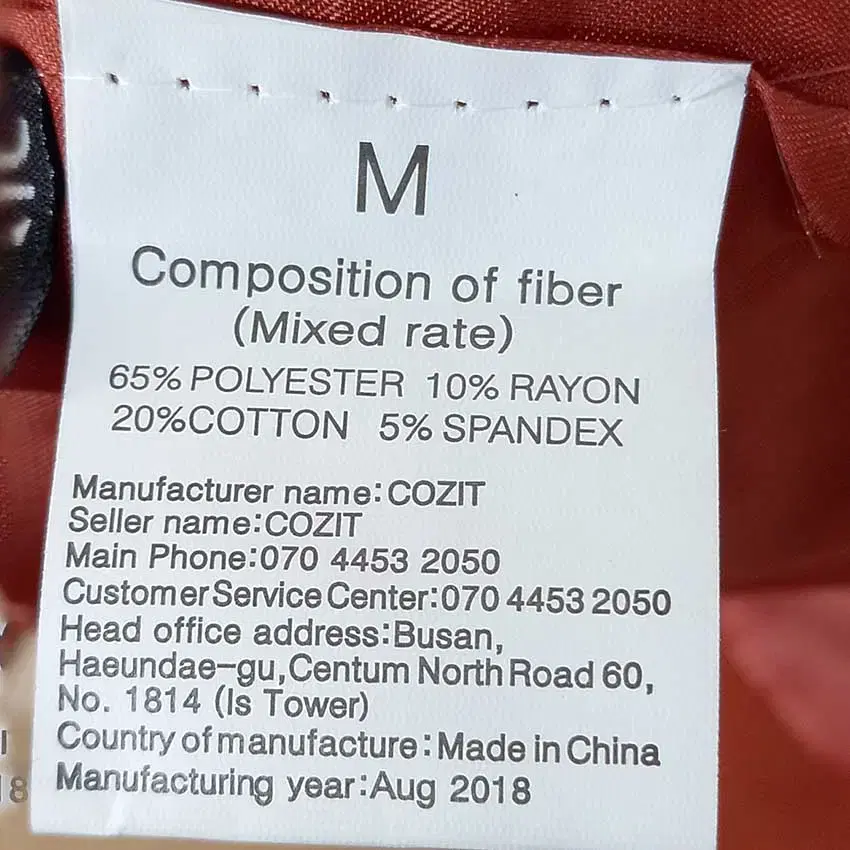 M
Composition of fiber
(Mixed rate)
65% POLYESTER 10% RAYON
20%COTTON 5% SPANDEX
Manufacturer name:COZIT
Seller name:COZIT
Main Phone:070 4453 2050
Customer Service Center:070 4453 2050
Head office address:Busan,
Haeundae-gu,Centum North Road 60,
No. 1814 (Is Tower)
Country of manufacture:Made in China
Manufacturing year:Aug 2018